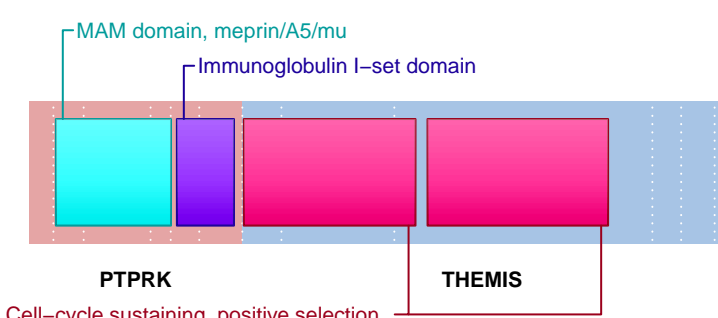 MAM domain, meprin/A5/mu
Immunoglobulin I−set domain
PTPRK THEMIS
Cell−cycle sustaining, positive selection,